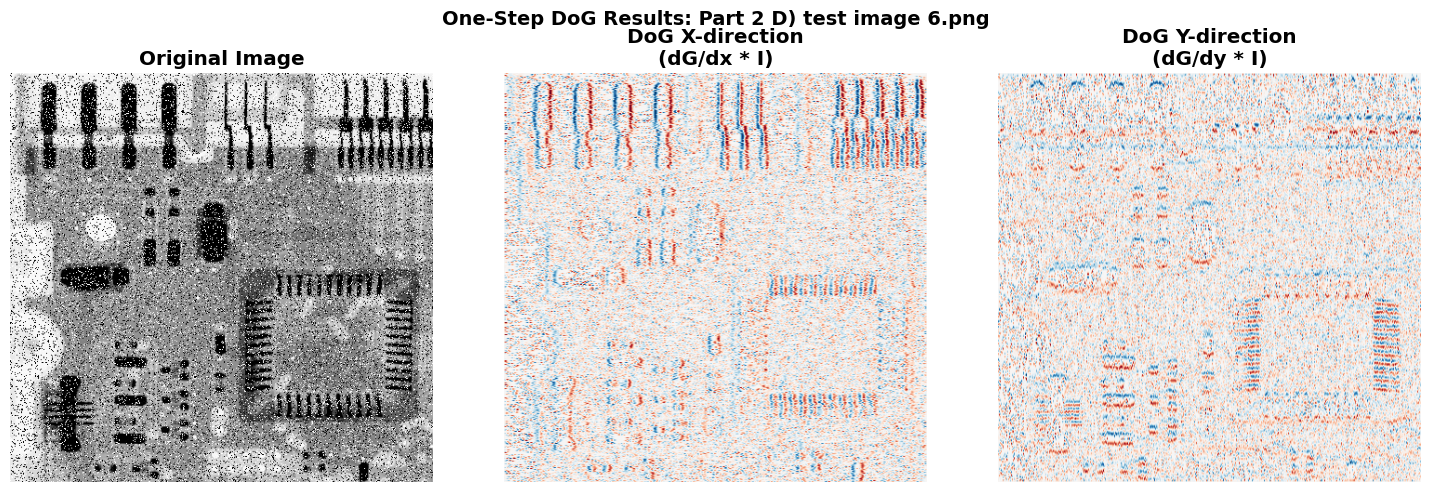 One-Step DoG Results: Part 2 D) test image 6.png
Original Image
DoG X-direction
(dG/dx * I)
DoG Y-direction
(dG/dy * I)